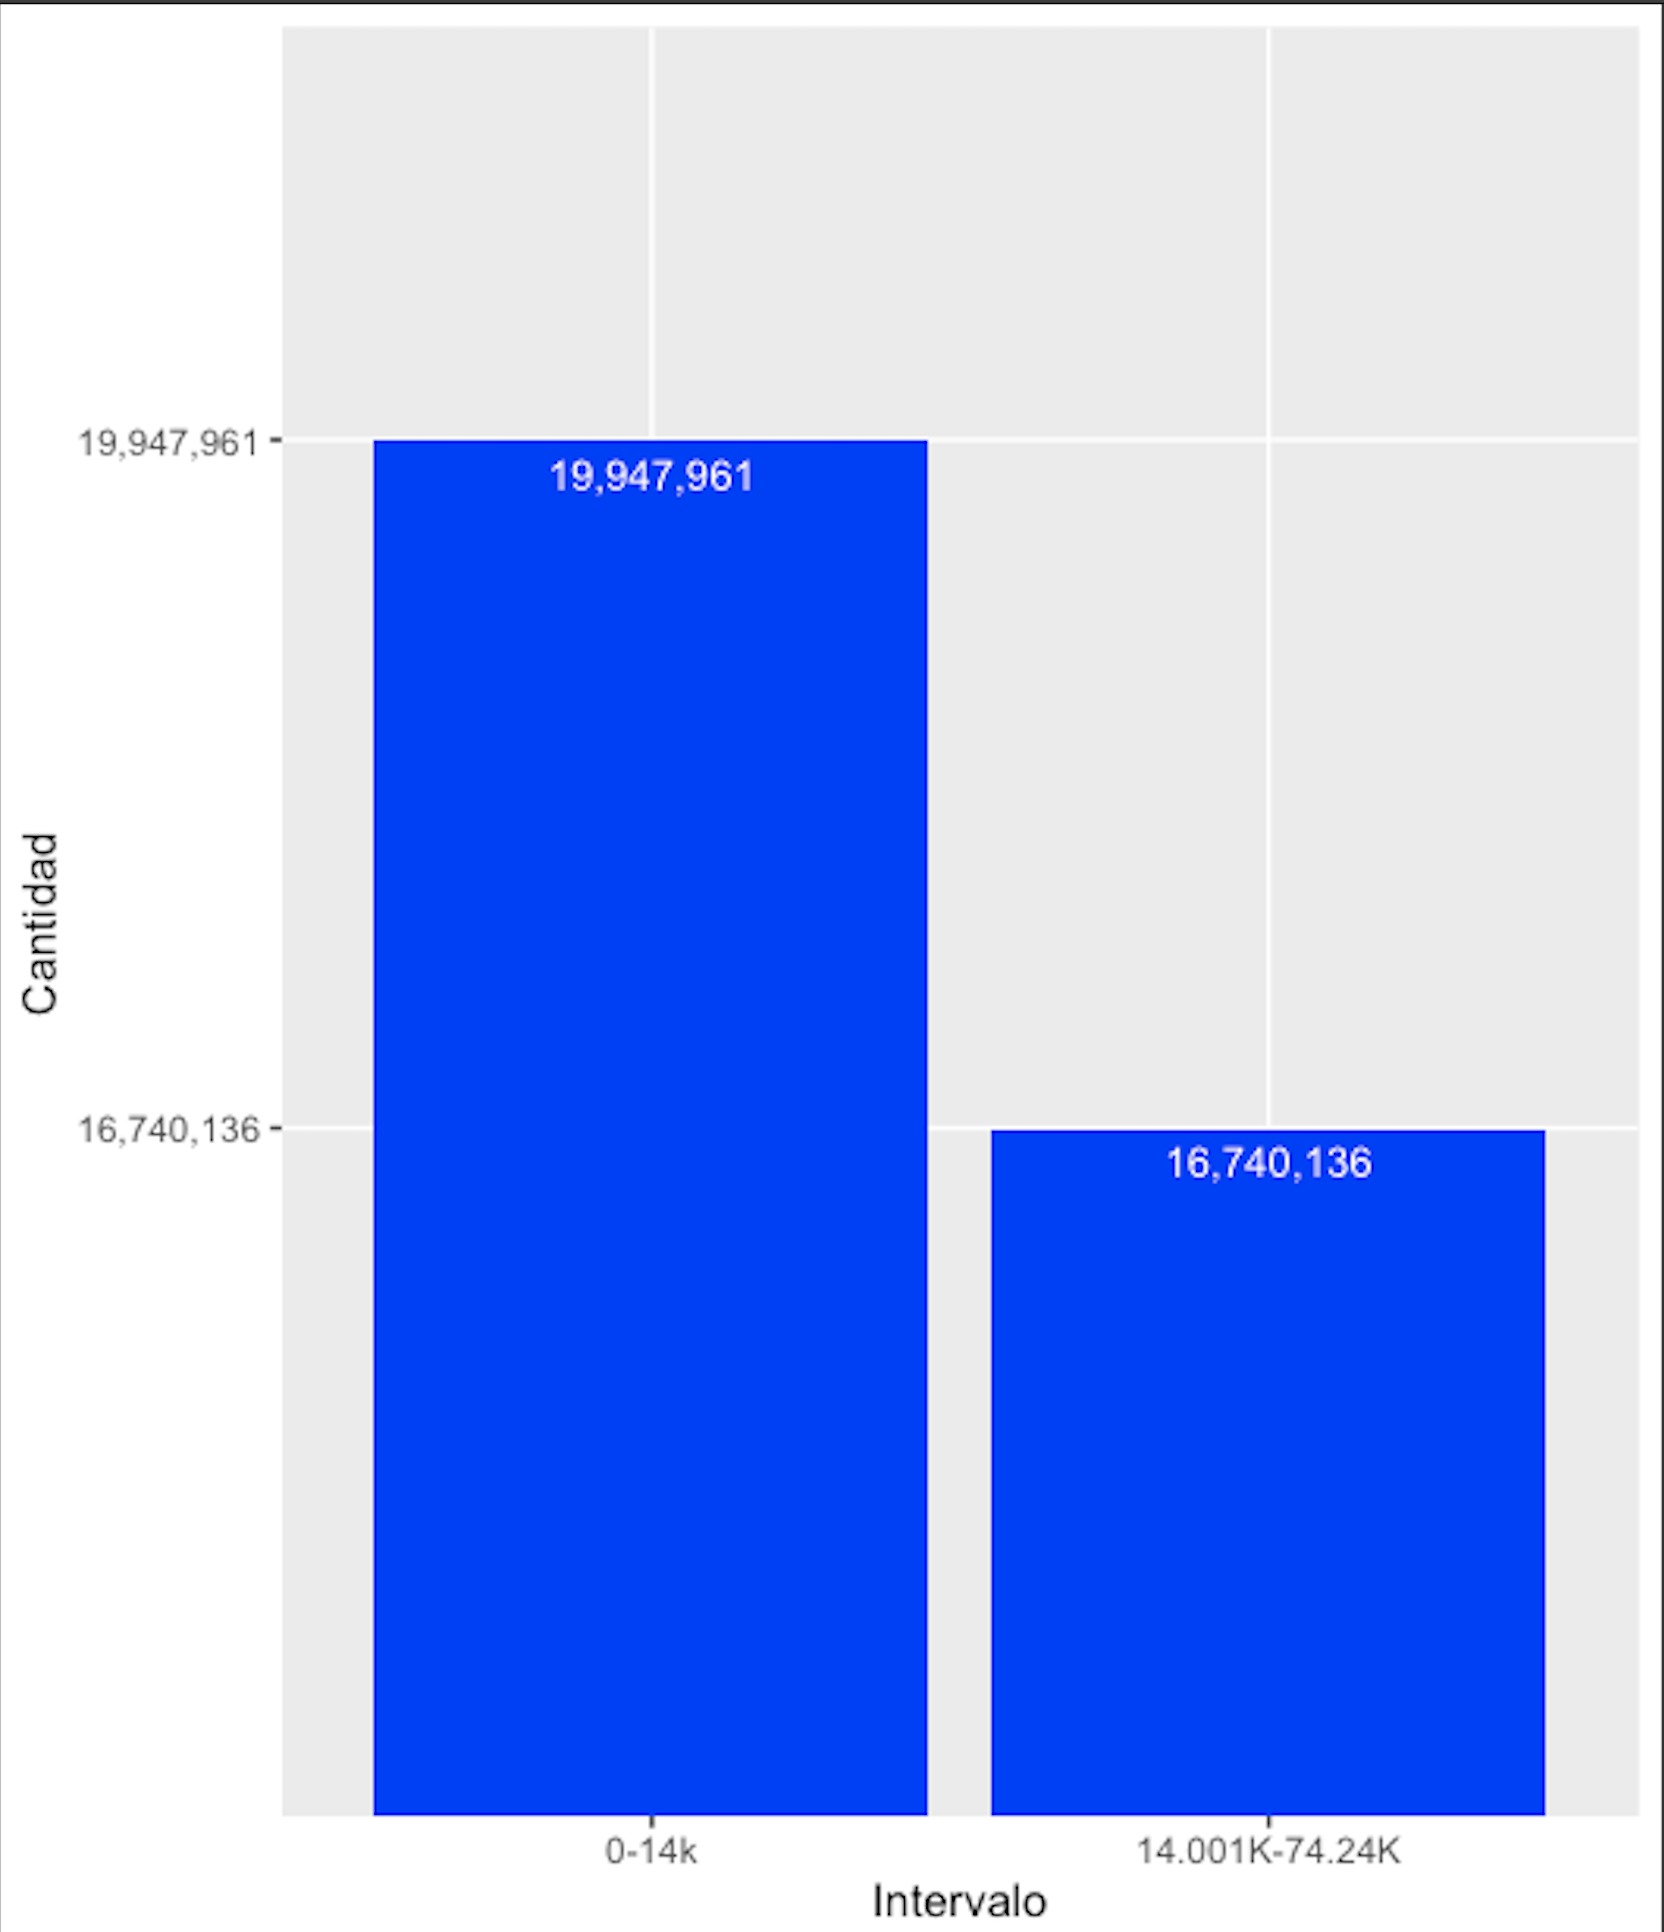 19,947,961
19,947,961
Cantidad
16,740,136
16,740,136
0-14k
14.001K-74.24K
Intervalo